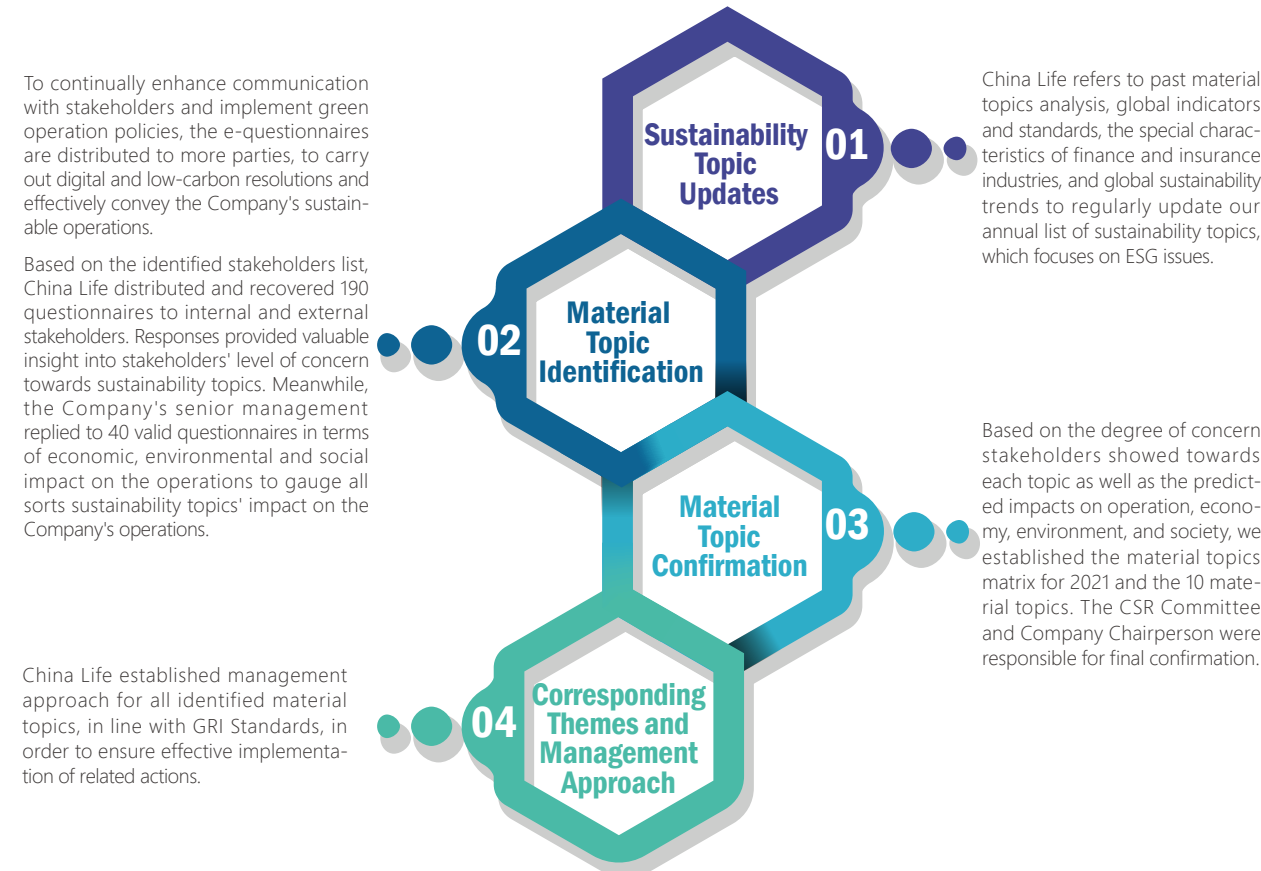 Sustainability
Topic
Updates
01
China Life refers to past material
topics analysis, global indicators
and standards, the special charac-
teristics of finance and insurance
industries, and global sustainability
trends to regularly update our
annual list of sustainability topics,
which focuses on ESG issues.
To continually enhance communication
with stakeholders and implement green
operation policies, the e-questionnaires
are distributed to more parties, to carry
out digital and low-carbon resolutions and
effectively convey the Company's sustain-
able operations.
Based on the identified stakeholders list,
China Life distributed and recovered 190
questionnaires to internal and external
stakeholders. Responses provided valuable
insight into stakeholders' level of concern
towards sustainability topics. Meanwhile,
the Company's senior management
replied to 40 valid questionnaires in terms
of economic, environmental and social
impact on the operations to gauge all
sorts sustainability topics' impact on the
Company's operations.
02
Material
Topic
Identification
Material
Topic
Confirmation
03
Based on the degree of concern
stakeholders showed towards
each topic as well as the predict-
ed impacts on operation, econo-
my, environment, and society, we
established the material topics
matrix for 2021 and the 10 mate-
rial topics. The CSR Committee
and Company Chairperson were
responsible for final confirmation.
China Life established management
approach for all identified material
topics, in line with GRI Standards, in
order to ensure effective implementa-
tion of related actions.
04
Corresponding
Themes and
Management
Approach